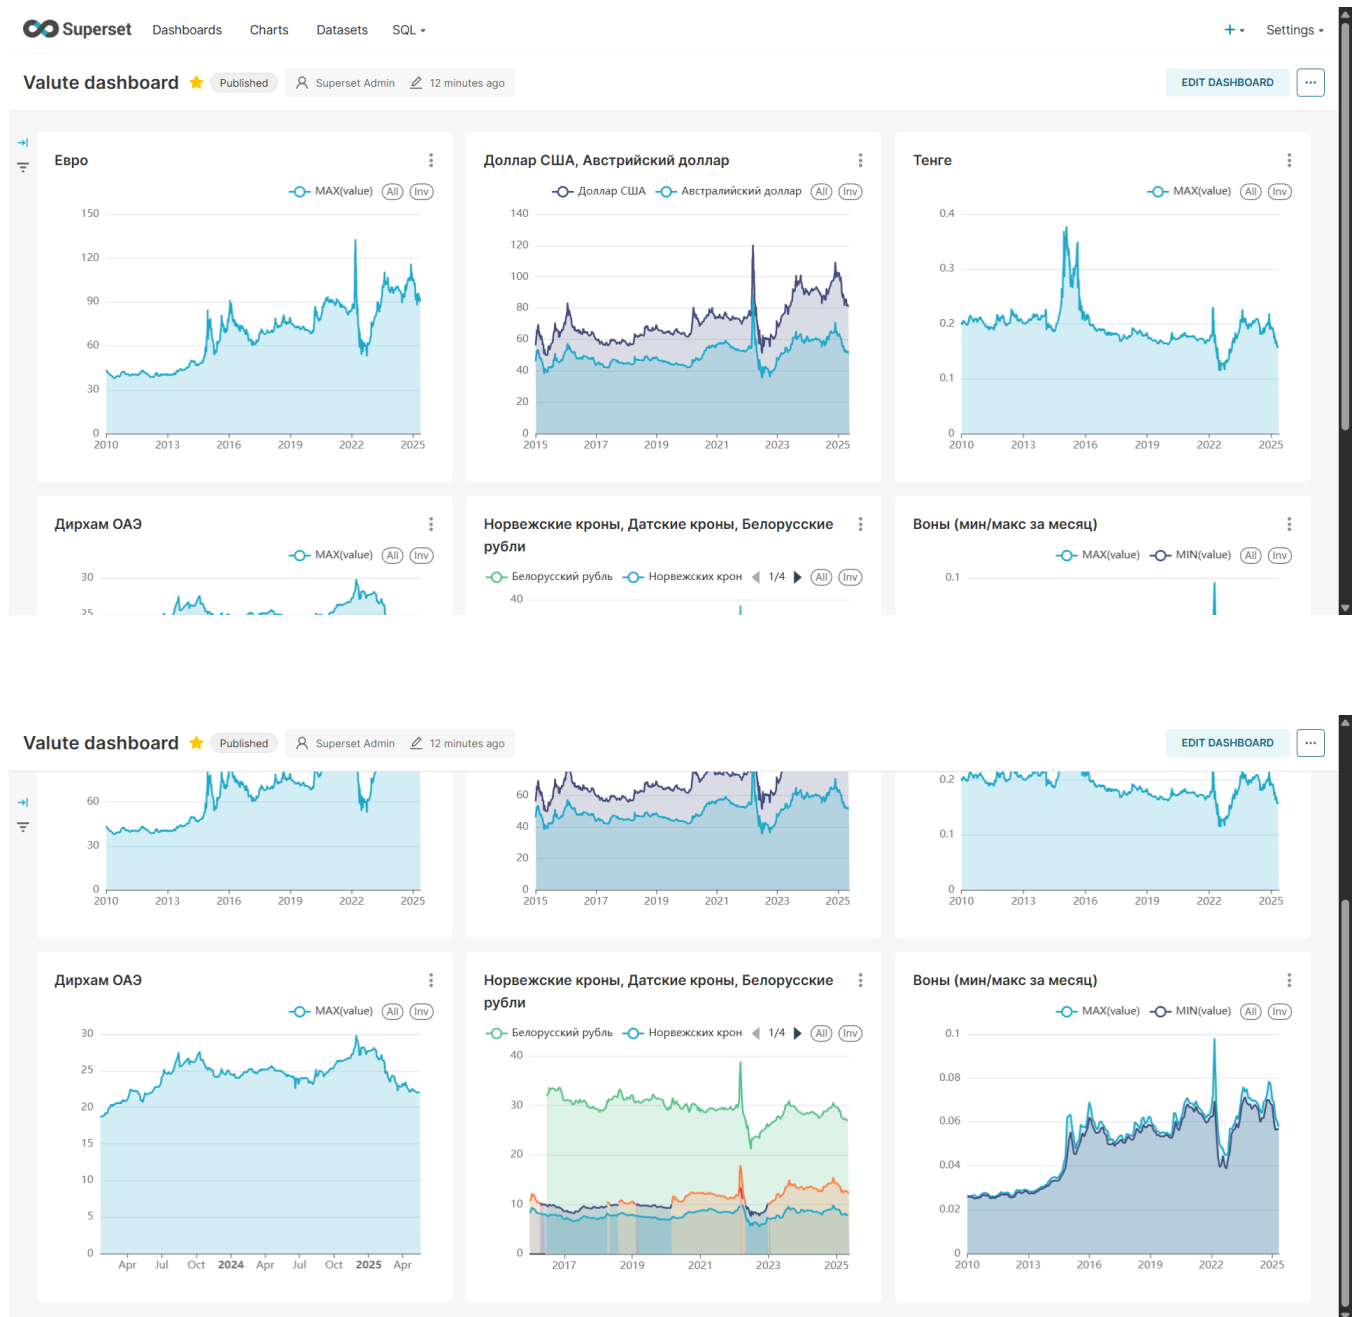 Superset Dashboards Charts Datasets SQL + Settings
Valute dashboard Published Superset Admin 12 minutes ago EDIT DASHBOARD ...
Евро
MAX(value) All Inv
150
120
90
60
30
0
2010 2013 2016 2019 2022 2025
Доллар США, Австрийский доллар
Доллар США Австралийский доллар All Inv
140
120
100
80
60
40
20
0
2015 2017 2019 2021 2023 2025
Тенге
MAX(value) All Inv
0.4
0.3
0.2
0.1
0
2010 2013 2016 2019 2022 2025
Дирхам ОАЭ
MAX(value) All Inv
30
25
Норвежские кроны, Датские кроны, Белорусские
рубли
Белорусский рубль Норвежских крон 1/4 All Inv
40
Воны (мин/макс за месяц)
MAX(value) MIN(value) All Inv
0.1
Valute dashboard Published Superset Admin 12 minutes ago EDIT DASHBOARD ...
60
30
0
2010 2013 2016 2019 2022 2025
60
40
20
0
2015 2017 2019 2021 2023 2025
0.2
0.1
0
2010 2013 2016 2019 2022 2025
Дирхам ОАЭ
MAX(value) All Inv
30
25
20
15
10
5
0
Apr Jul Oct 2024 Apr Jul Oct 2025 Apr
Норвежские кроны, Датские кроны, Белорусские
рубли
Белорусский рубль Норвежских крон 1/4 All Inv
40
30
20
10
0
2017 2019 2021 2023 2025
Воны (мин/макс за месяц)
MAX(value) MIN(value) All Inv
0.1
0.08
0.06
0.04
0.02
0
2010 2013 2016 2019 2022 2025